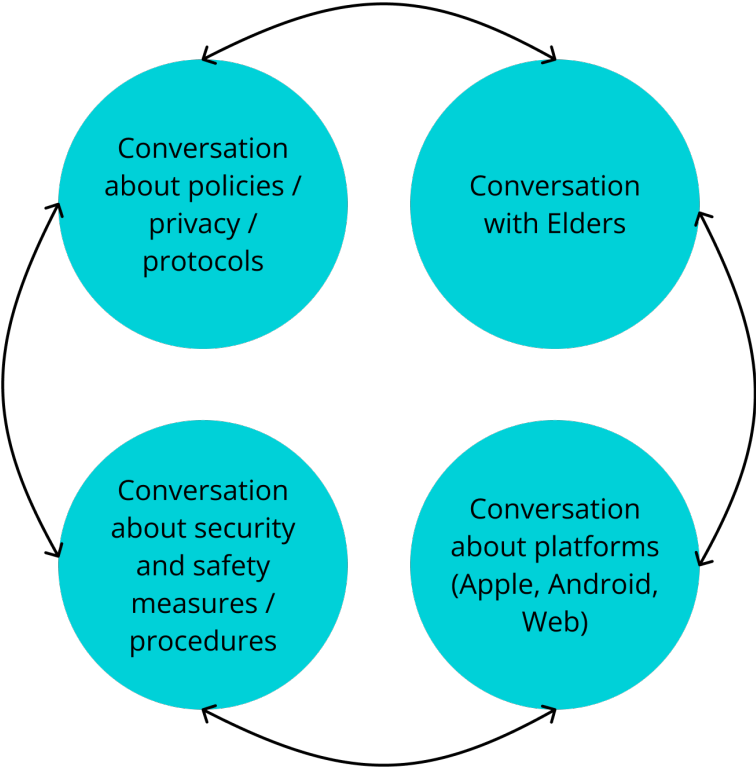 Conversation
about policies /
privacy /
protocols
Conversation
with Elders
Conversation
about security
and safety
measures /
procedures
Conversation
about platforms
(Apple, Android,
Web)